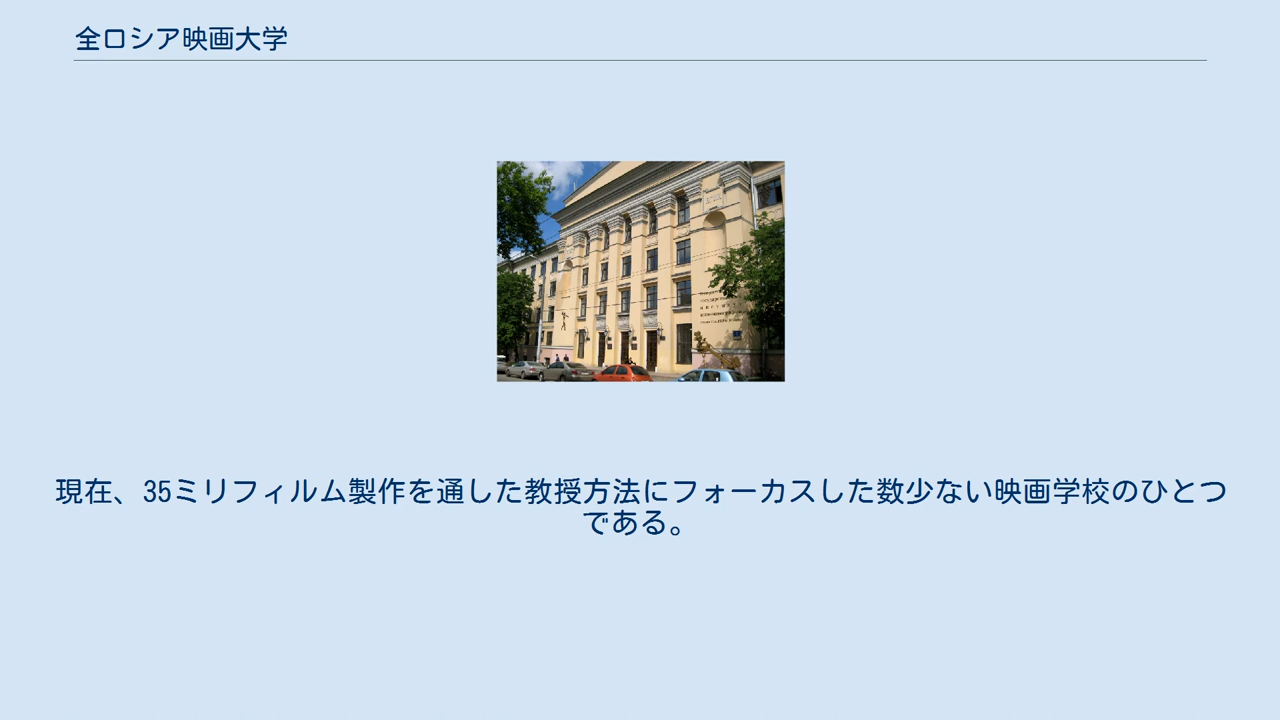 全ロシア映画大学
現在、35ミリフィルム製作を通した教授方法にフォーカスした数少ない映画学校のひとつ
である。